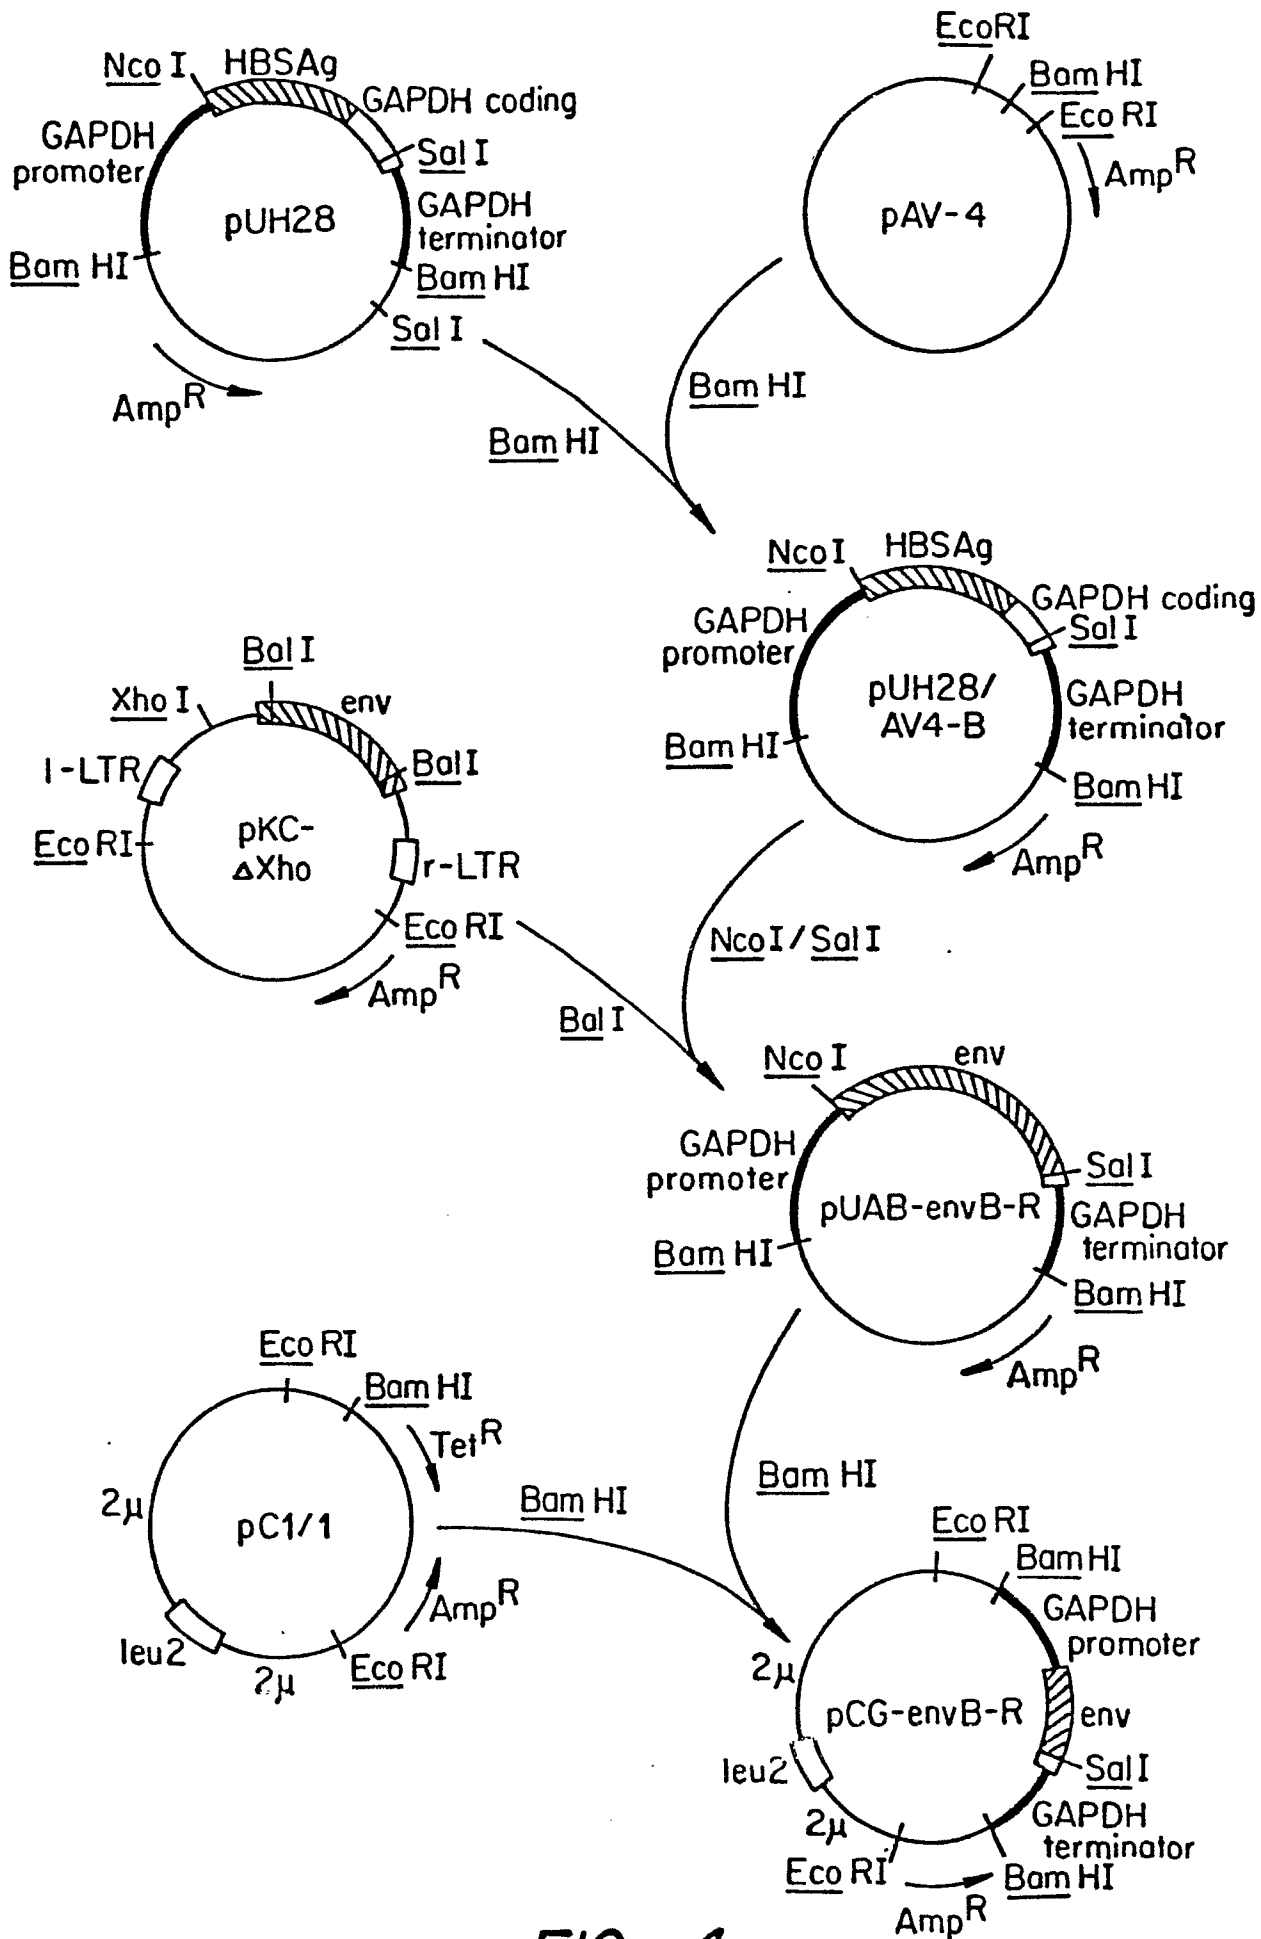 Nco I
HBSAg
GAPDH coding
GAPDH
promoter
Sal I
pUH28
GAPDH
terminator
Bam HI
Bam HI
Sal I
AmpR
EcoRI
Bam HI
Eco RI
AmpR
pAV-4
Bam HI
Bam HI
Nco I
HBSAg
GAPDH coding
GAPDH
promoter
Sal I
pUH28/
AV4-B
GAPDH
terminator
Bam HI
Bam HI
AmpR
Bal I
Xho I
env
l-LTR
Bal I
pKC-
ΔXho
Eco RI
r-LTR
Eco RI
AmpR
Nco I/Sal I
Bal I
Nco I
env
GAPDH
promoter
Sal I
pUAB-envB-R
GAPDH
terminator
Bam HI
Bam HI
AmpR
Eco RI
Bam HI
TetR
2μ
pC1/1
AmpR
leu2
2μ
Eco RI
Bam HI
Bam HI
Eco RI
Bam HI
GAPDH
promoter
2μ
pCG-envB-R
env
leu2
Sal I
2μ
GAPDH
terminator
Eco RI
Bam HI
AmpR